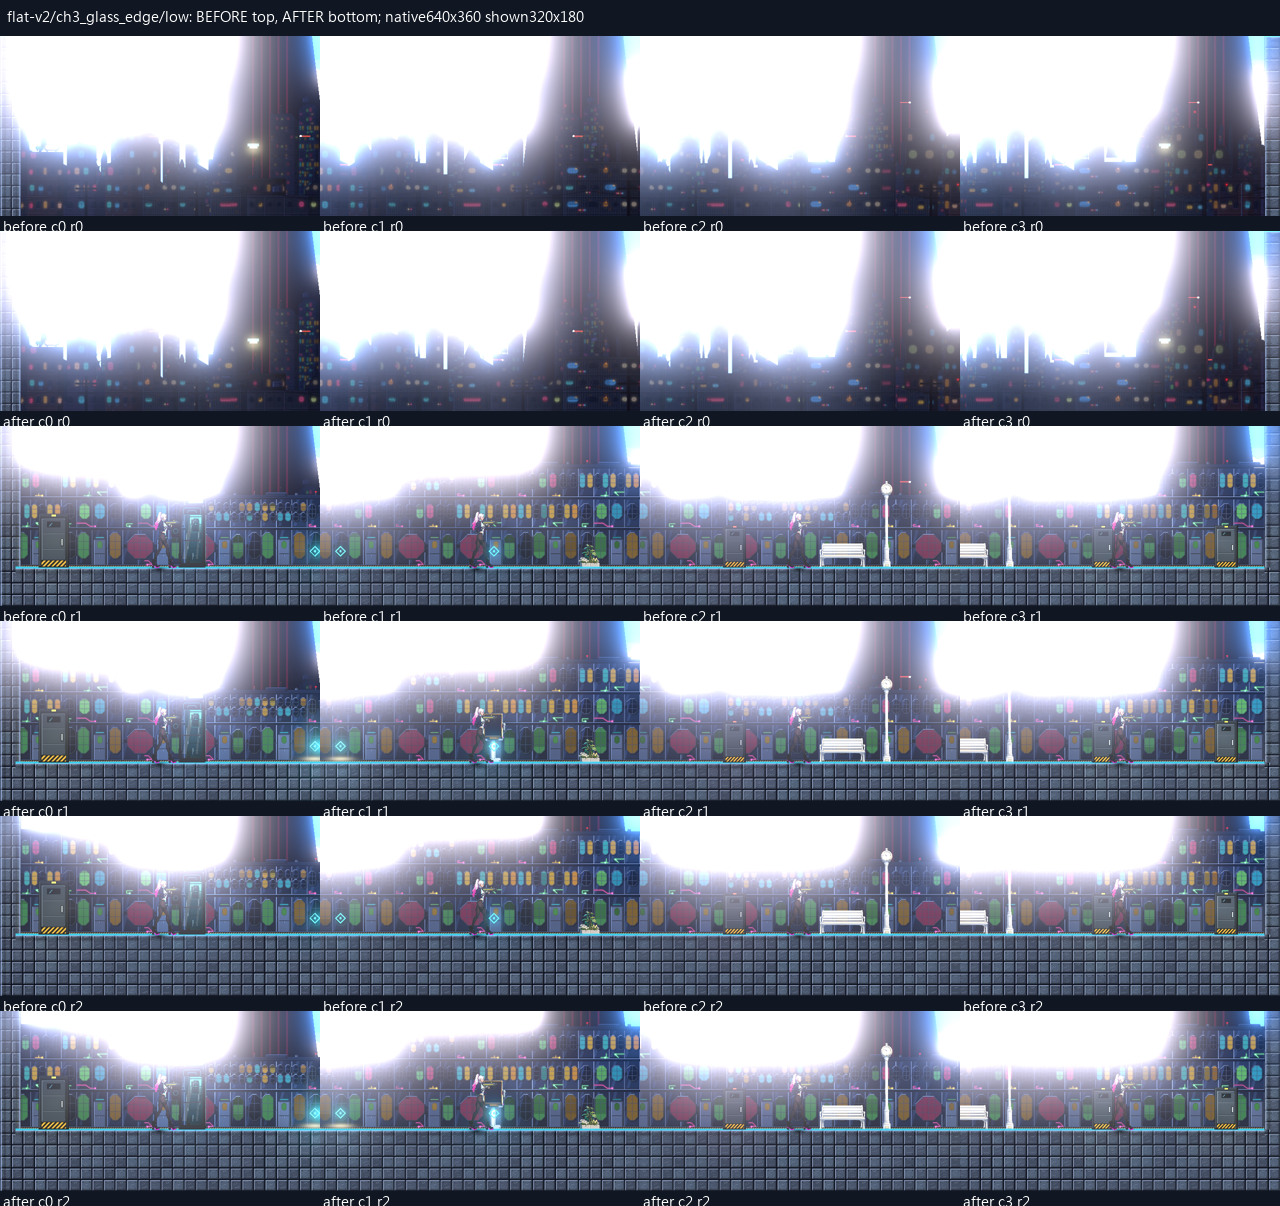 flat-v2/ch3_glass_edge/low: BEFORE top, AFTER bottom; native640x360 shown320x180
before c0 r0
before c1 r0
before c2 r0
before c3 r0
after c0 r0
after c1 r0
after c2 r0
after c3 r0
before c0 r1
before c1 r1
before c2 r1
before c3 r1
after c0 r1
after c1 r1
after c2 r1
after c3 r1
before c0 r2
before c1 r2
before c2 r2
before c3 r2
after c0 r2
after c1 r2
after c2 r2
after c3 r2